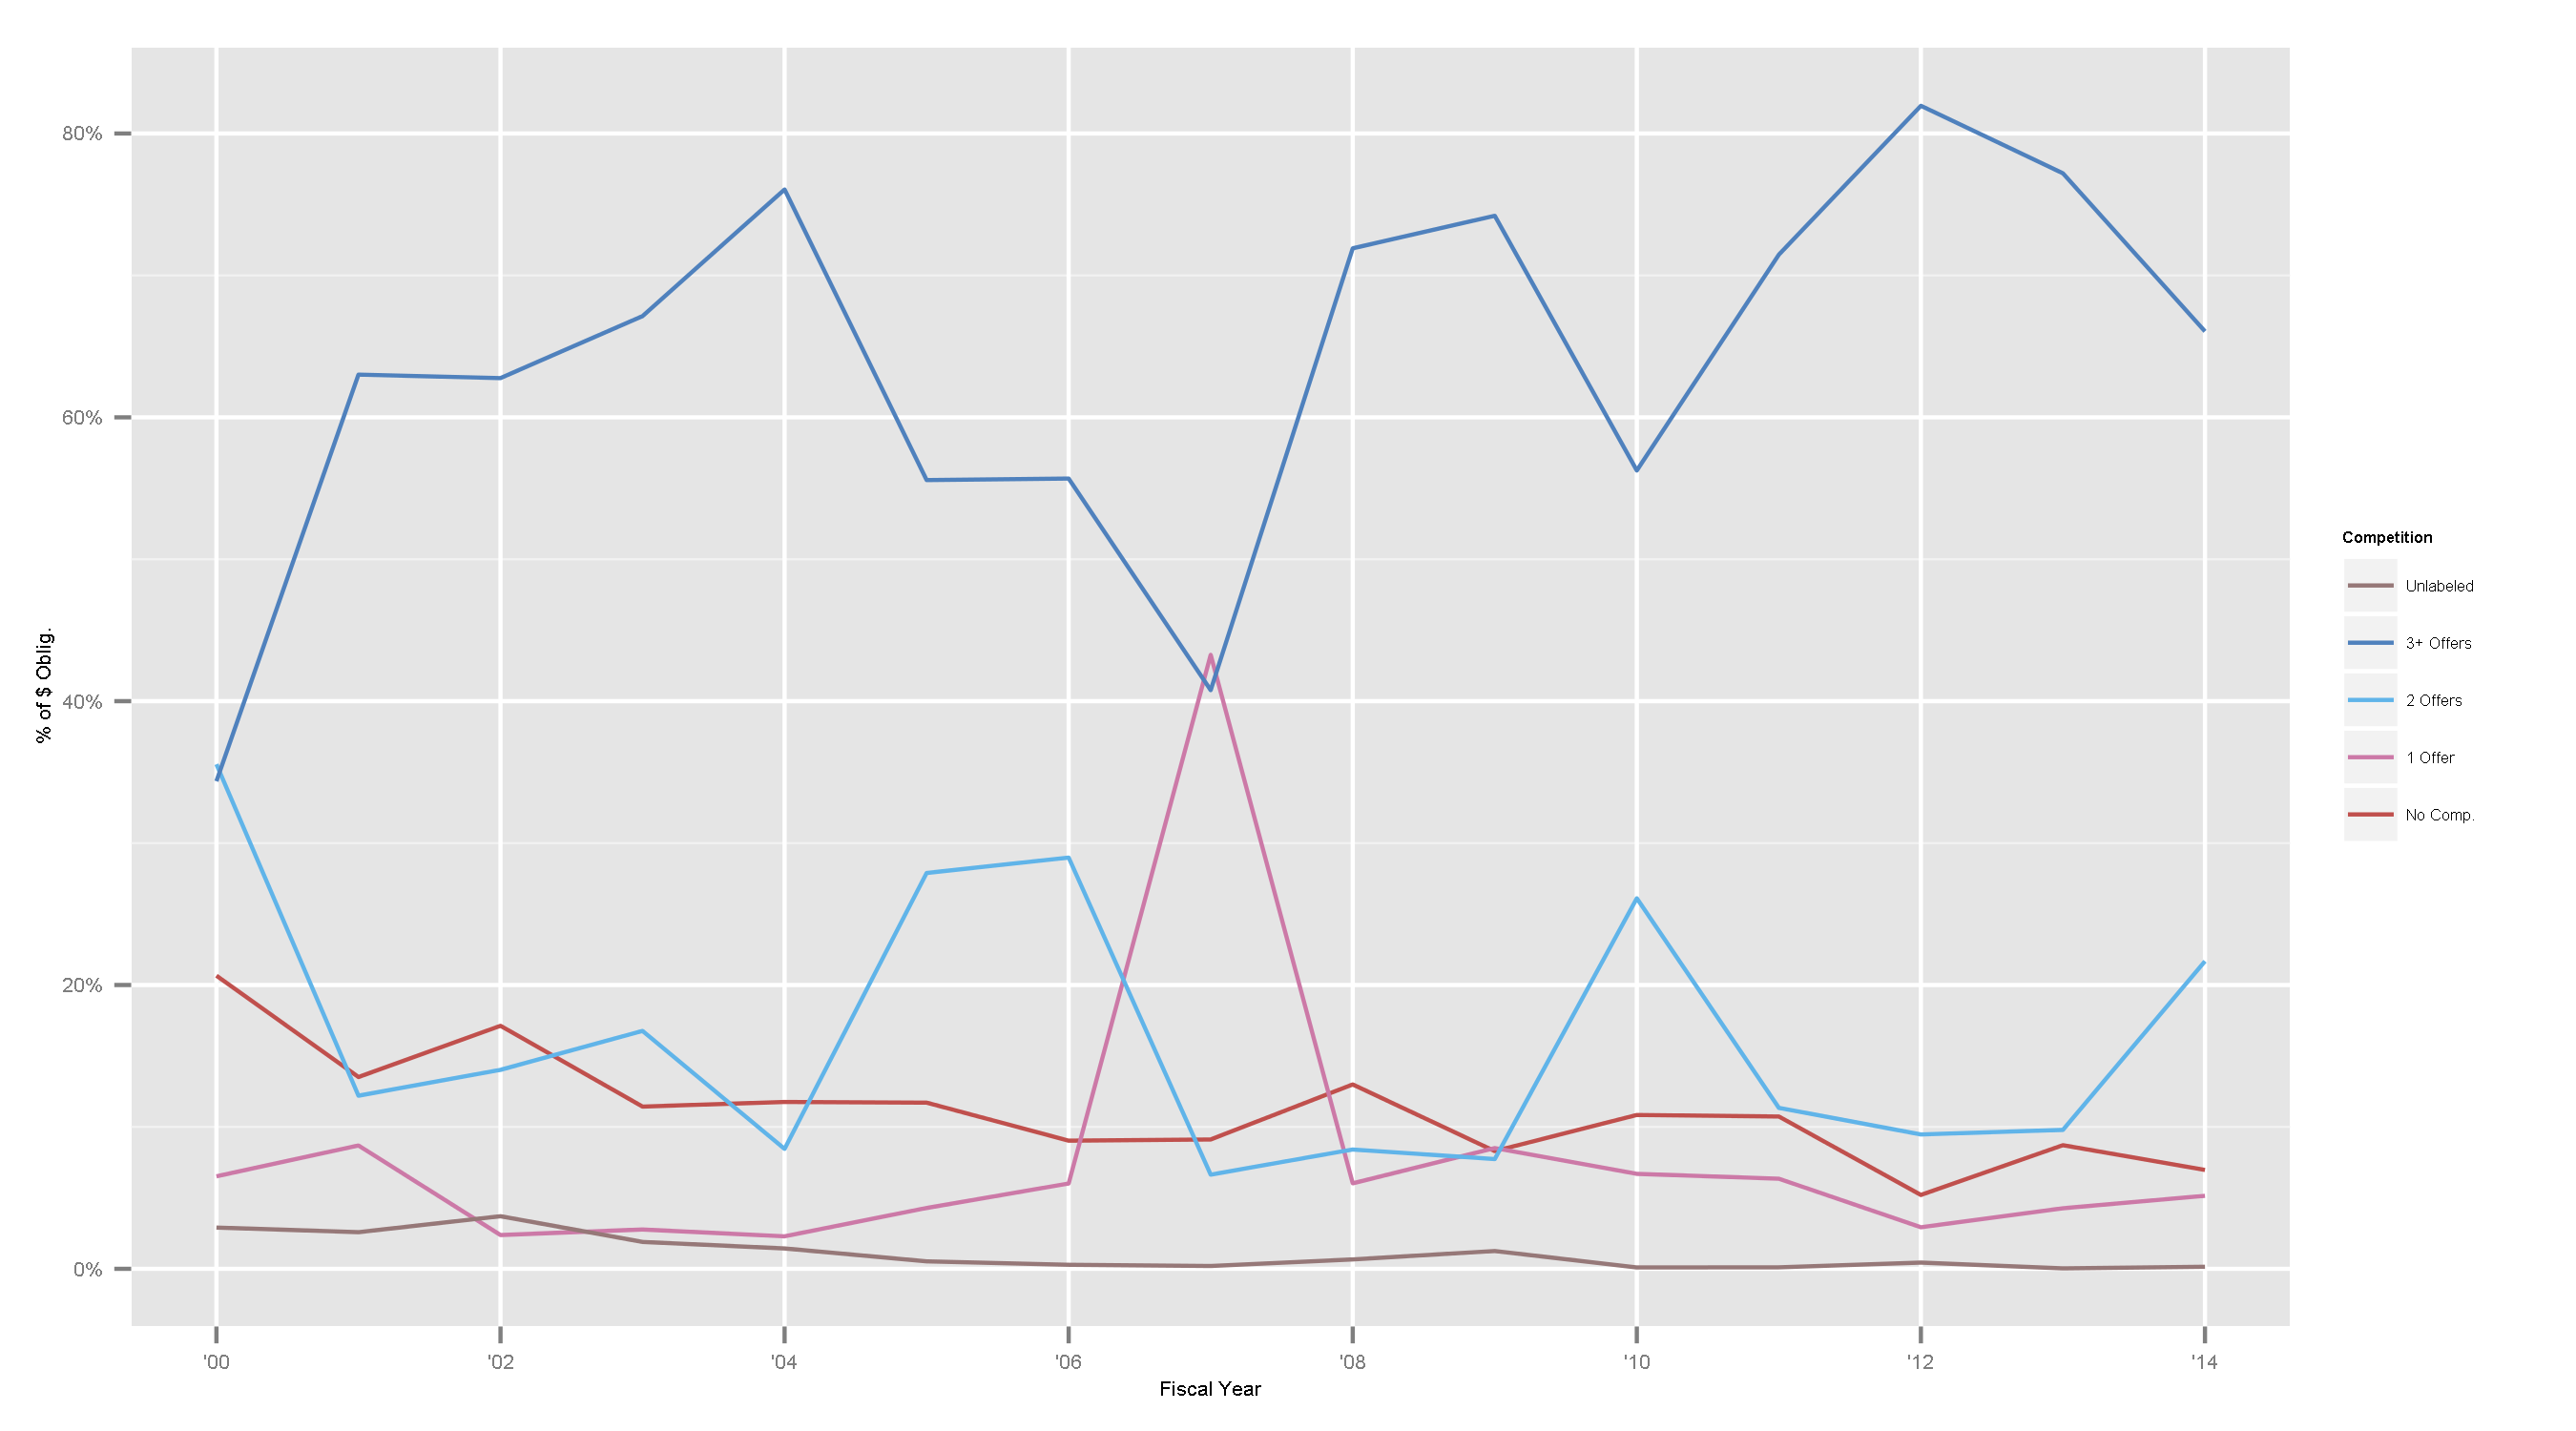 80%
60%
40%
20%
0%
% of $ Oblig.
'00
'02
'04
'06
'08
'10
'12
'14
Fiscal Year
Competition
Unlabeled
3+ Offers
2 Offers
1 Offer
No Comp.